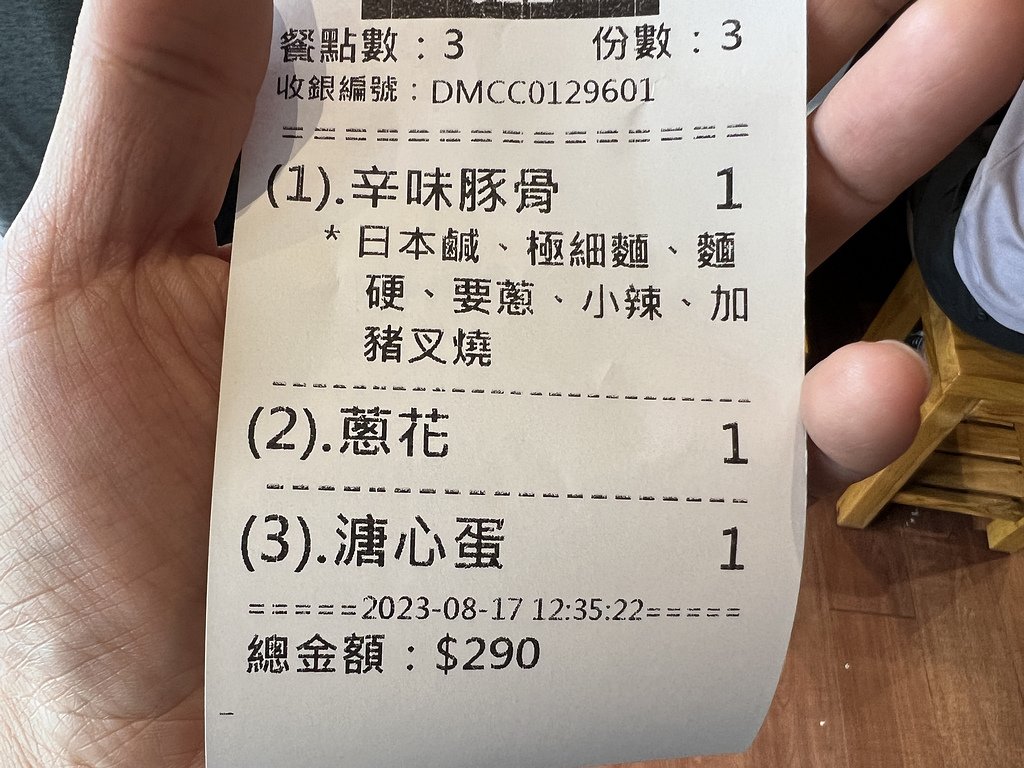 餐點數：3 份數：3
收銀編號：DMCC0129601
===============
(1).辛味豚骨 1
* 日本鹹、極細麵、麵
硬、要蔥、小辣、加
豬叉燒
(2).蔥花 1
(3).溏心蛋 1
=====2023-08-17 12:35:22=====
總金額：$290